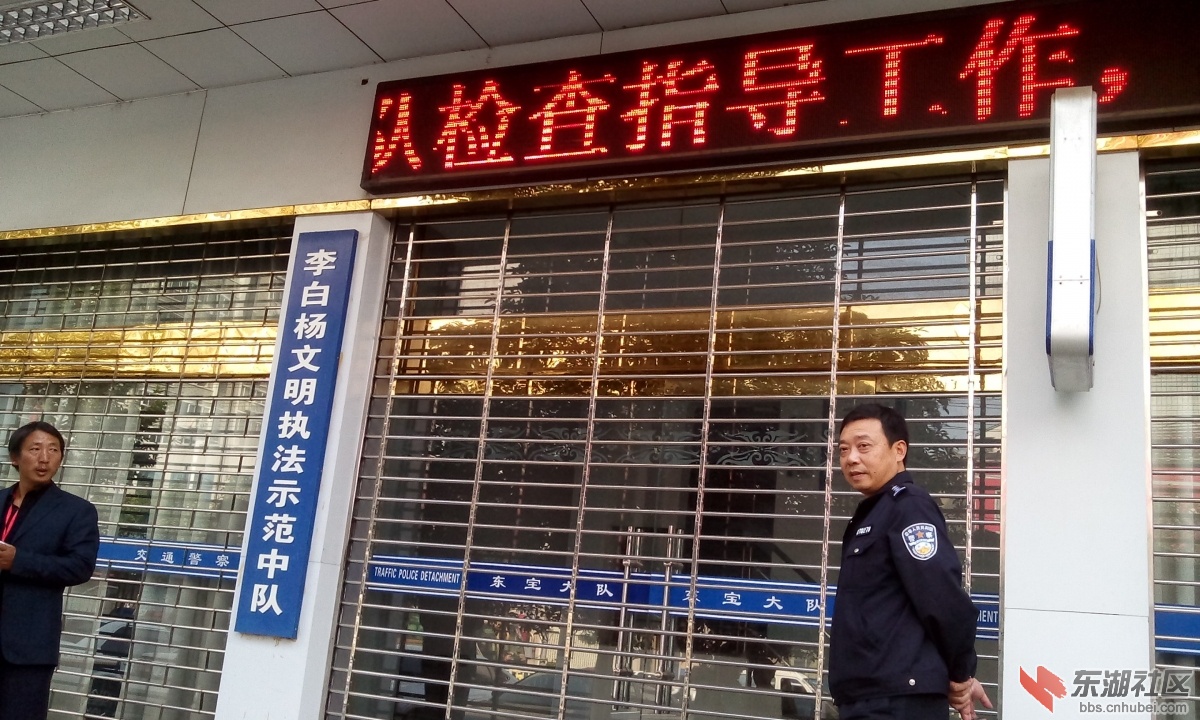 队检查指导工作，
李白杨文明执法示范中队
交通警察
TRAFFIC POLICE DETACHMENT
东宝大队
东宝大队
东湖社区
bbs.cnhubei.com